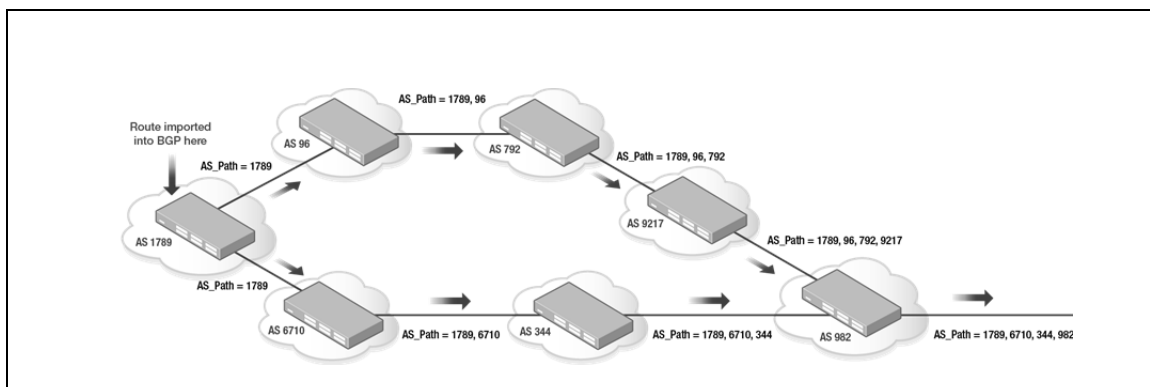 AS_Path = 1789, 96
Route imported
into BGP here
AS 96
AS 792
AS_Path = 1789, 96, 792
AS_Path = 1789
AS 9217
AS 1789
AS_Path = 1789, 96, 792, 9217
AS_Path = 1789
AS 6710
AS_Path = 1789, 6710
AS 344
AS_Path = 1789, 6710, 344
AS 982
AS_Path = 1789, 6710, 344, 982